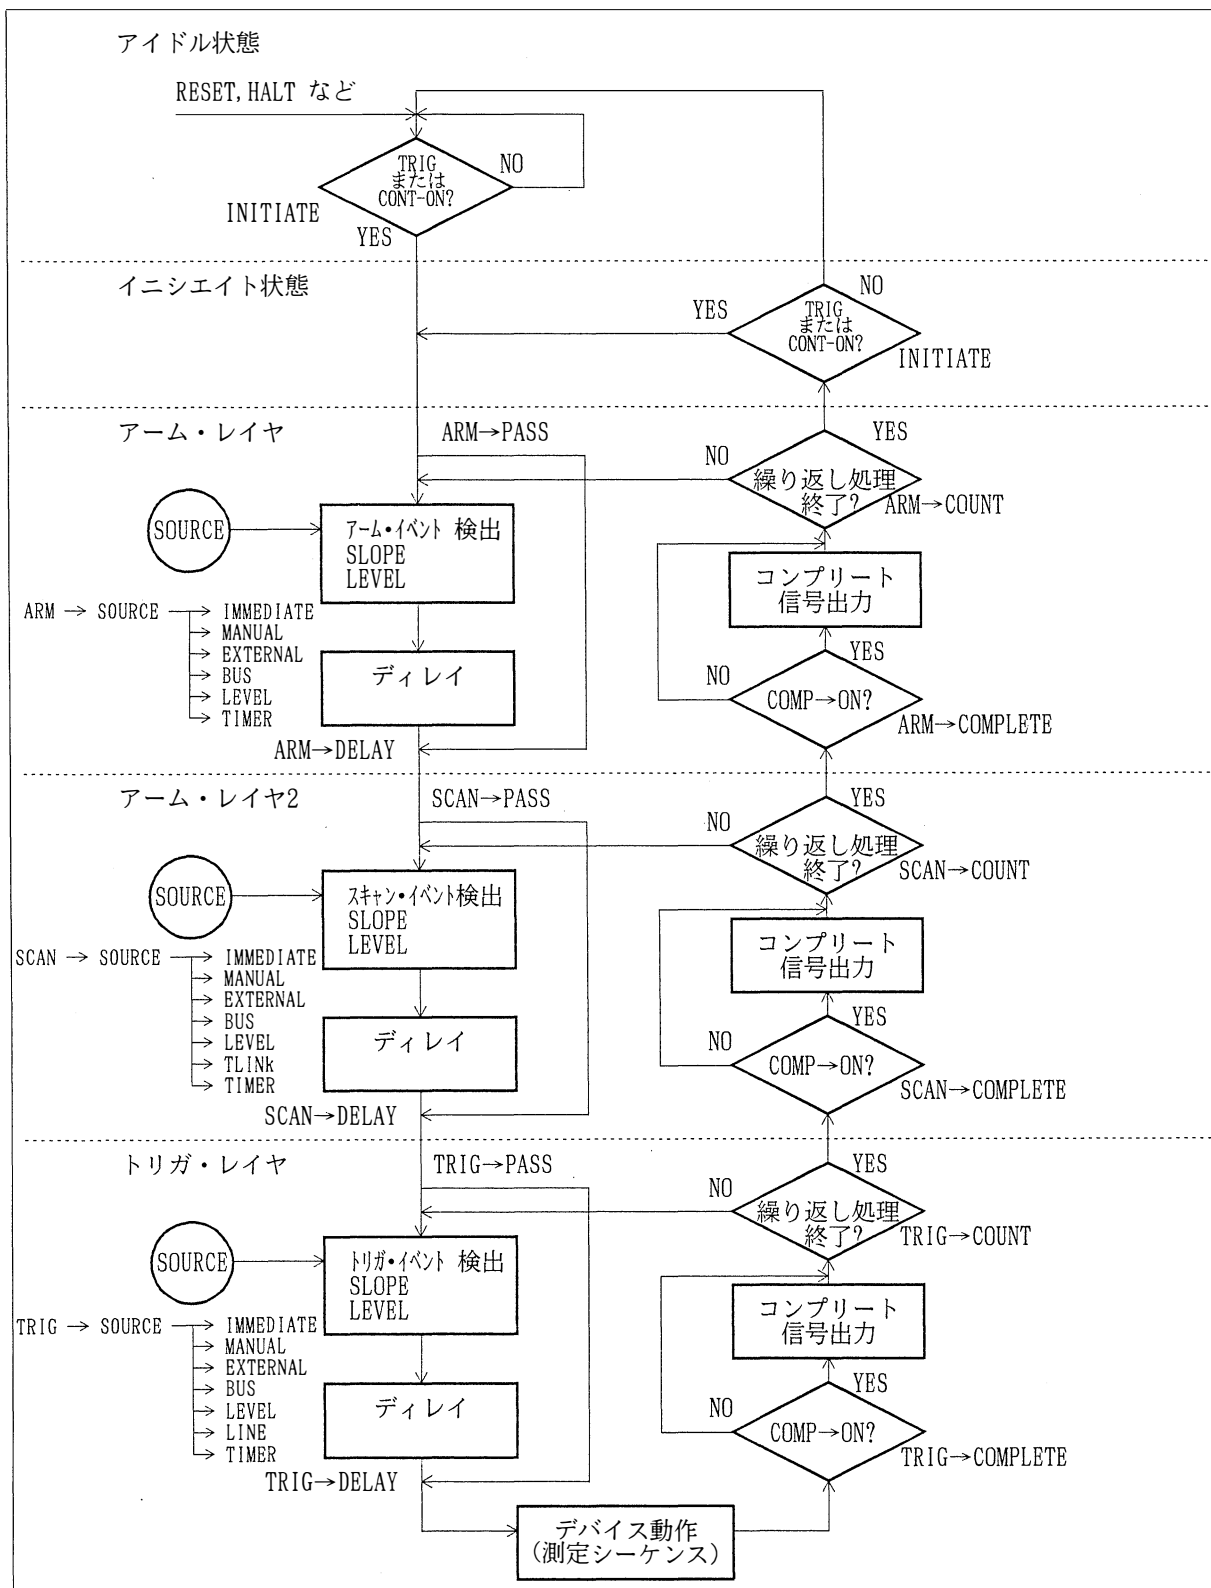 アイドル状態
RESET,HALT など
TRIG
または
CONT-ON?
NO
INITIATE
YES
イニシエイト状態
YES
NO
TRIG
または
CONT-ON?
INITIATE
アーム・レイヤ
ARM→PASS
NO
YES
繰り返し処理
終了?
ARM→COUNT
SOURCE
アーム・イベント 検出
SLOPE
LEVEL
コンプリート
信号出力
ARM → SOURCE → IMMEDIATE
→ MANUAL
→ EXTERNAL
→ BUS
→ LEVEL
→ TIMER
ディレイ
NO
YES
COMP→ON?
ARM→COMPLETE
ARM→DELAY
アーム・レイヤ2
SCAN→PASS
NO
YES
繰り返し処理
終了?
SCAN→COUNT
SOURCE
スキャン・イベント検出
SLOPE
LEVEL
コンプリート
信号出力
SCAN → SOURCE → IMMEDIATE
→ MANUAL
→ EXTERNAL
→ BUS
→ LEVEL
→ TLINk
→ TIMER
ディレイ
NO
YES
COMP→ON?
SCAN→COMPLETE
SCAN→DELAY
トリガ・レイヤ
TRIG→PASS
NO
YES
繰り返し処理
終了?
TRIG→COUNT
SOURCE
トリガ・イベント 検出
SLOPE
LEVEL
コンプリート
信号出力
TRIG → SOURCE → IMMEDIATE
→ MANUAL
→ EXTERNAL
→ BUS
→ LEVEL
→ LINE
→ TIMER
ディレイ
NO
YES
COMP→ON?
TRIG→COMPLETE
TRIG→DELAY
デバイス動作
(測定シーケンス)